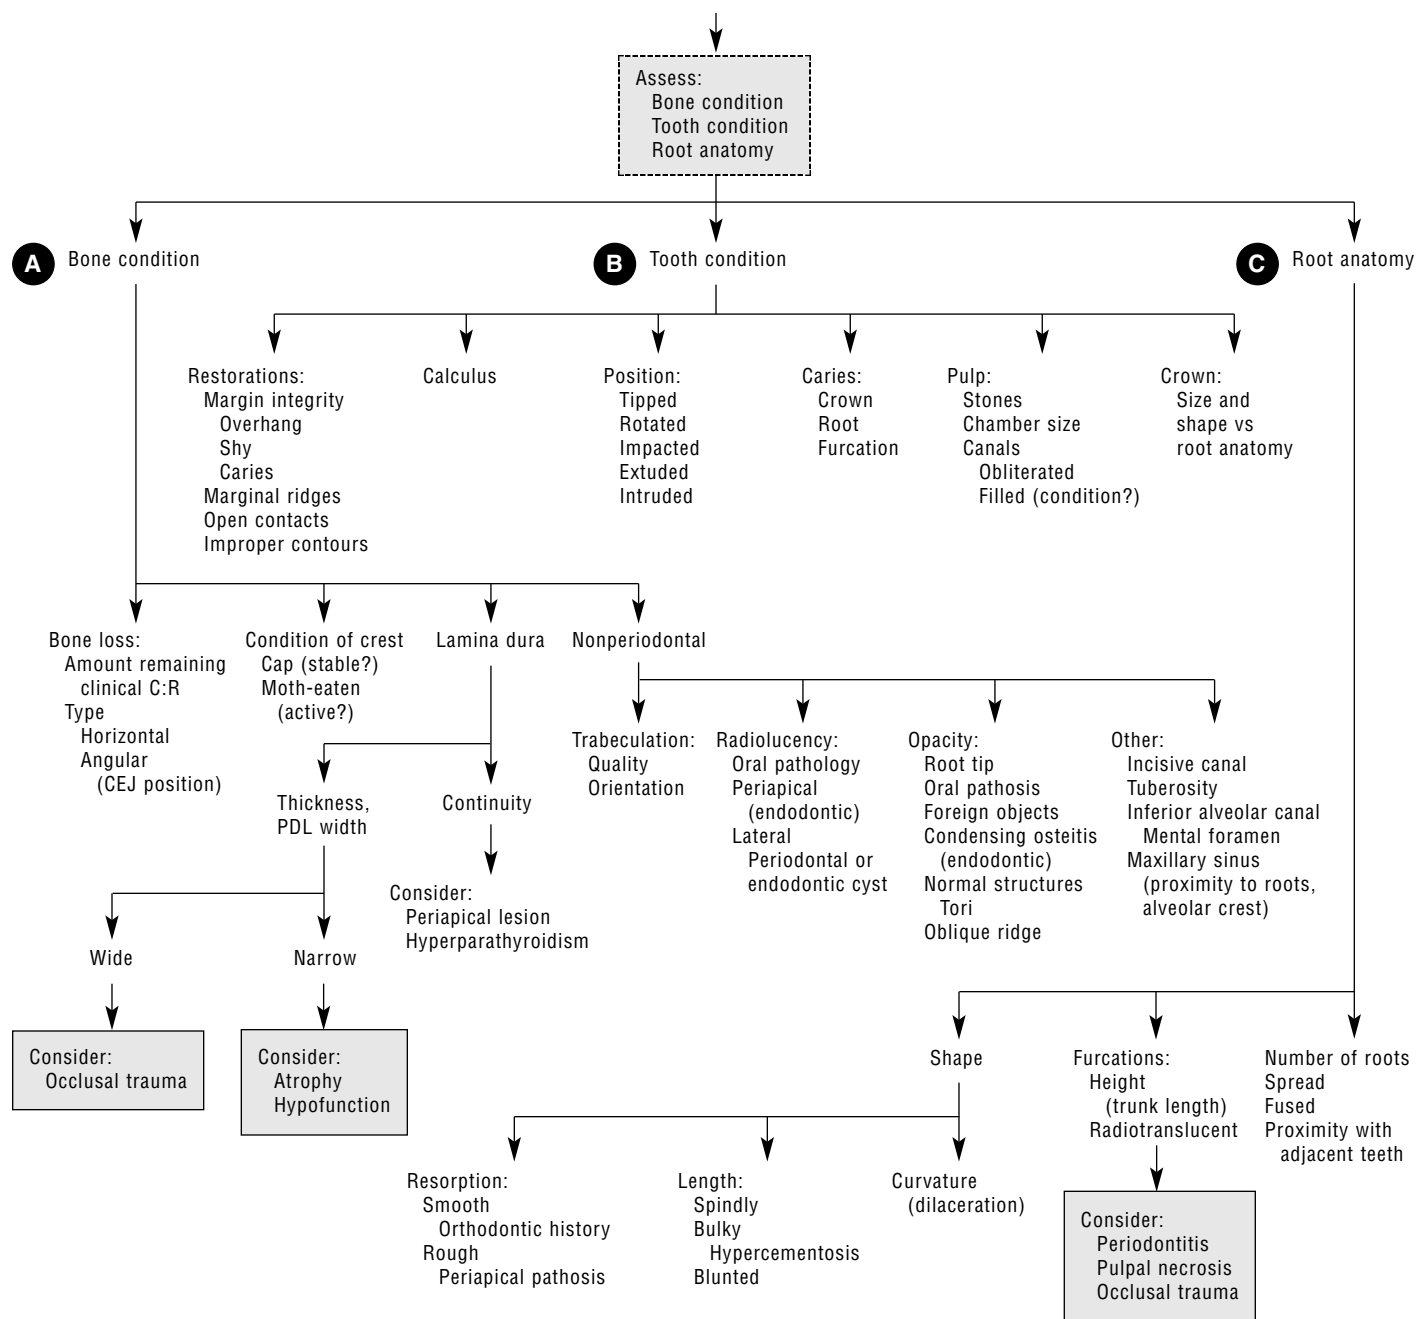 Assess:
Bone condition
Tooth condition
Root anatomy
A Bone condition
B Tooth condition
C Root anatomy
Restorations:
Margin integrity
Overhang
Shy
Caries
Marginal ridges
Open contacts
Improper contours
Calculus
Position:
Tipped
Rotated
Impacted
Extuded
Intruded
Caries:
Crown
Root
Furcation
Pulp:
Stones
Chamber size
Canals
Obliterated
Filled (condition?)
Crown:
Size and
shape vs
root anatomy
Bone loss:
Amount remaining
clinical C:R
Type
Horizontal
Angular
(CEJ position)
Condition of crest
Cap (stable?)
Moth-eaten
(active?)
Lamina dura
Nonperiodontal
Thickness,
PDL width
Continuity
Consider:
Periapical lesion
Hyperparathyroidism
Wide
Narrow
Consider:
Occlusal trauma
Consider:
Atrophy
Hypofunction
Trabeculation:
Quality
Orientation
Radiolucency:
Oral pathology
Periapical
(endodontic)
Lateral
Periodontal or
endodontic cyst
Opacity:
Root tip
Oral pathosis
Foreign objects
Condensing osteitis
(endodontic)
Normal structures
Tori
Oblique ridge
Other:
Incisive canal
Tuberosity
Inferior alveolar canal
Mental foramen
Maxillary sinus
(proximity to roots,
alveolar crest)
Shape
Furcations:
Height
(trunk length)
Radiotranslucent
Number of roots
Spread
Fused
Proximity with
adjacent teeth
Resorption:
Smooth
Orthodontic history
Rough
Periapical pathosis
Length:
Spindly
Bulky
Hypercementosis
Blunted
Curvature
(dilaceration)
Consider:
Periodontitis
Pulpal necrosis
Occlusal trauma